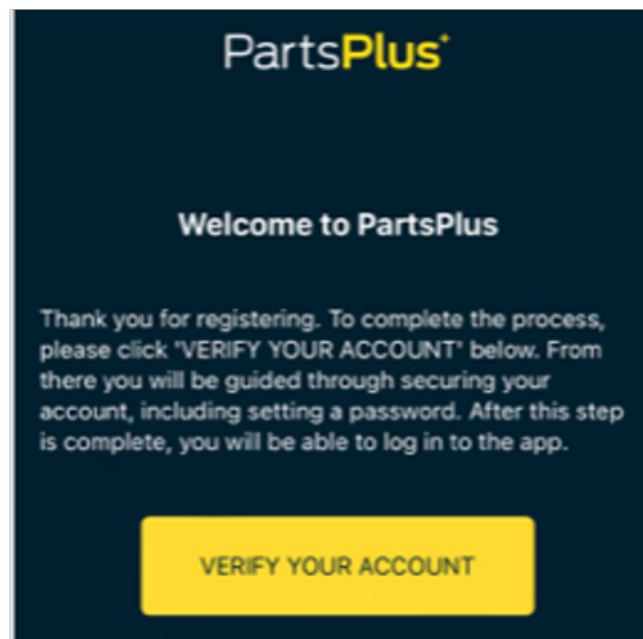 PartsPlus+
Welcome to PartsPlus
Thank you for registering. To complete the process,
please click "VERIFY YOUR ACCOUNT" below. From
there you will be guided through securing your
account, including setting a password. After this step
is complete, you will be able to log in to the app.
VERIFY YOUR ACCOUNT